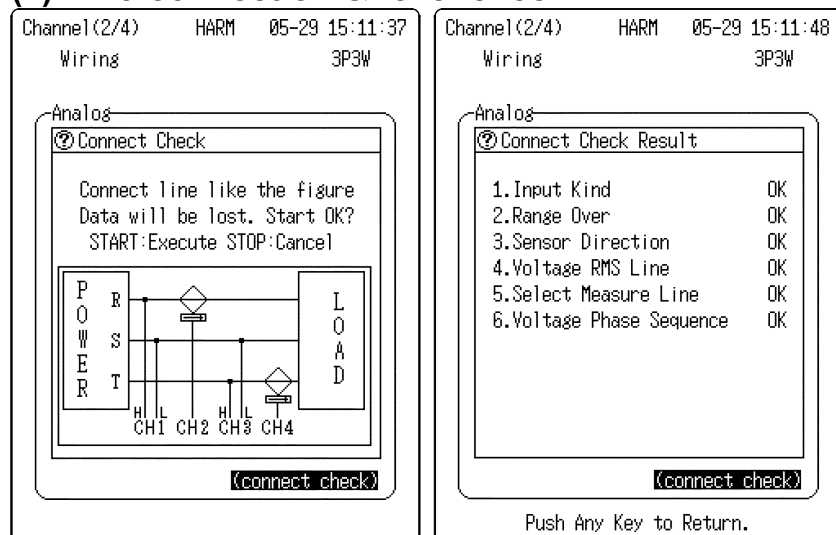 Channel(2/4) HARM 05-29 15:11:37
Wiring 3P3W
Analog
?Connect Check
Connect line like the figure
Data will be lost. Start OK?
START:Execute STOP:Cancel
POWER
R
S
T
LOAD
H L H L
CH1 CH2 CH3 CH4
(connect check)
Channel(2/4) HARM 05-29 15:11:48
Wiring 3P3W
Analog
?Connect Check Result
1.Input Kind OK
2.Range Over OK
3.Sensor Direction OK
4.Voltage RMS Line OK
5.Select Measure Line OK
6.Voltage Phase Sequence OK
(connect check)
Push Any Key to Return.